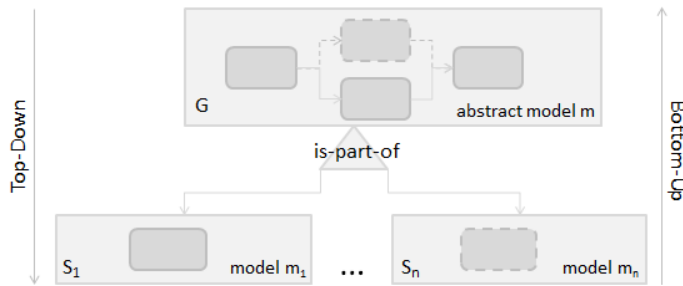 Top-Down
G
abstract model m
Bottom-Up
is-part-of
S₁
model m₁
...
Sₙ
model mₙ